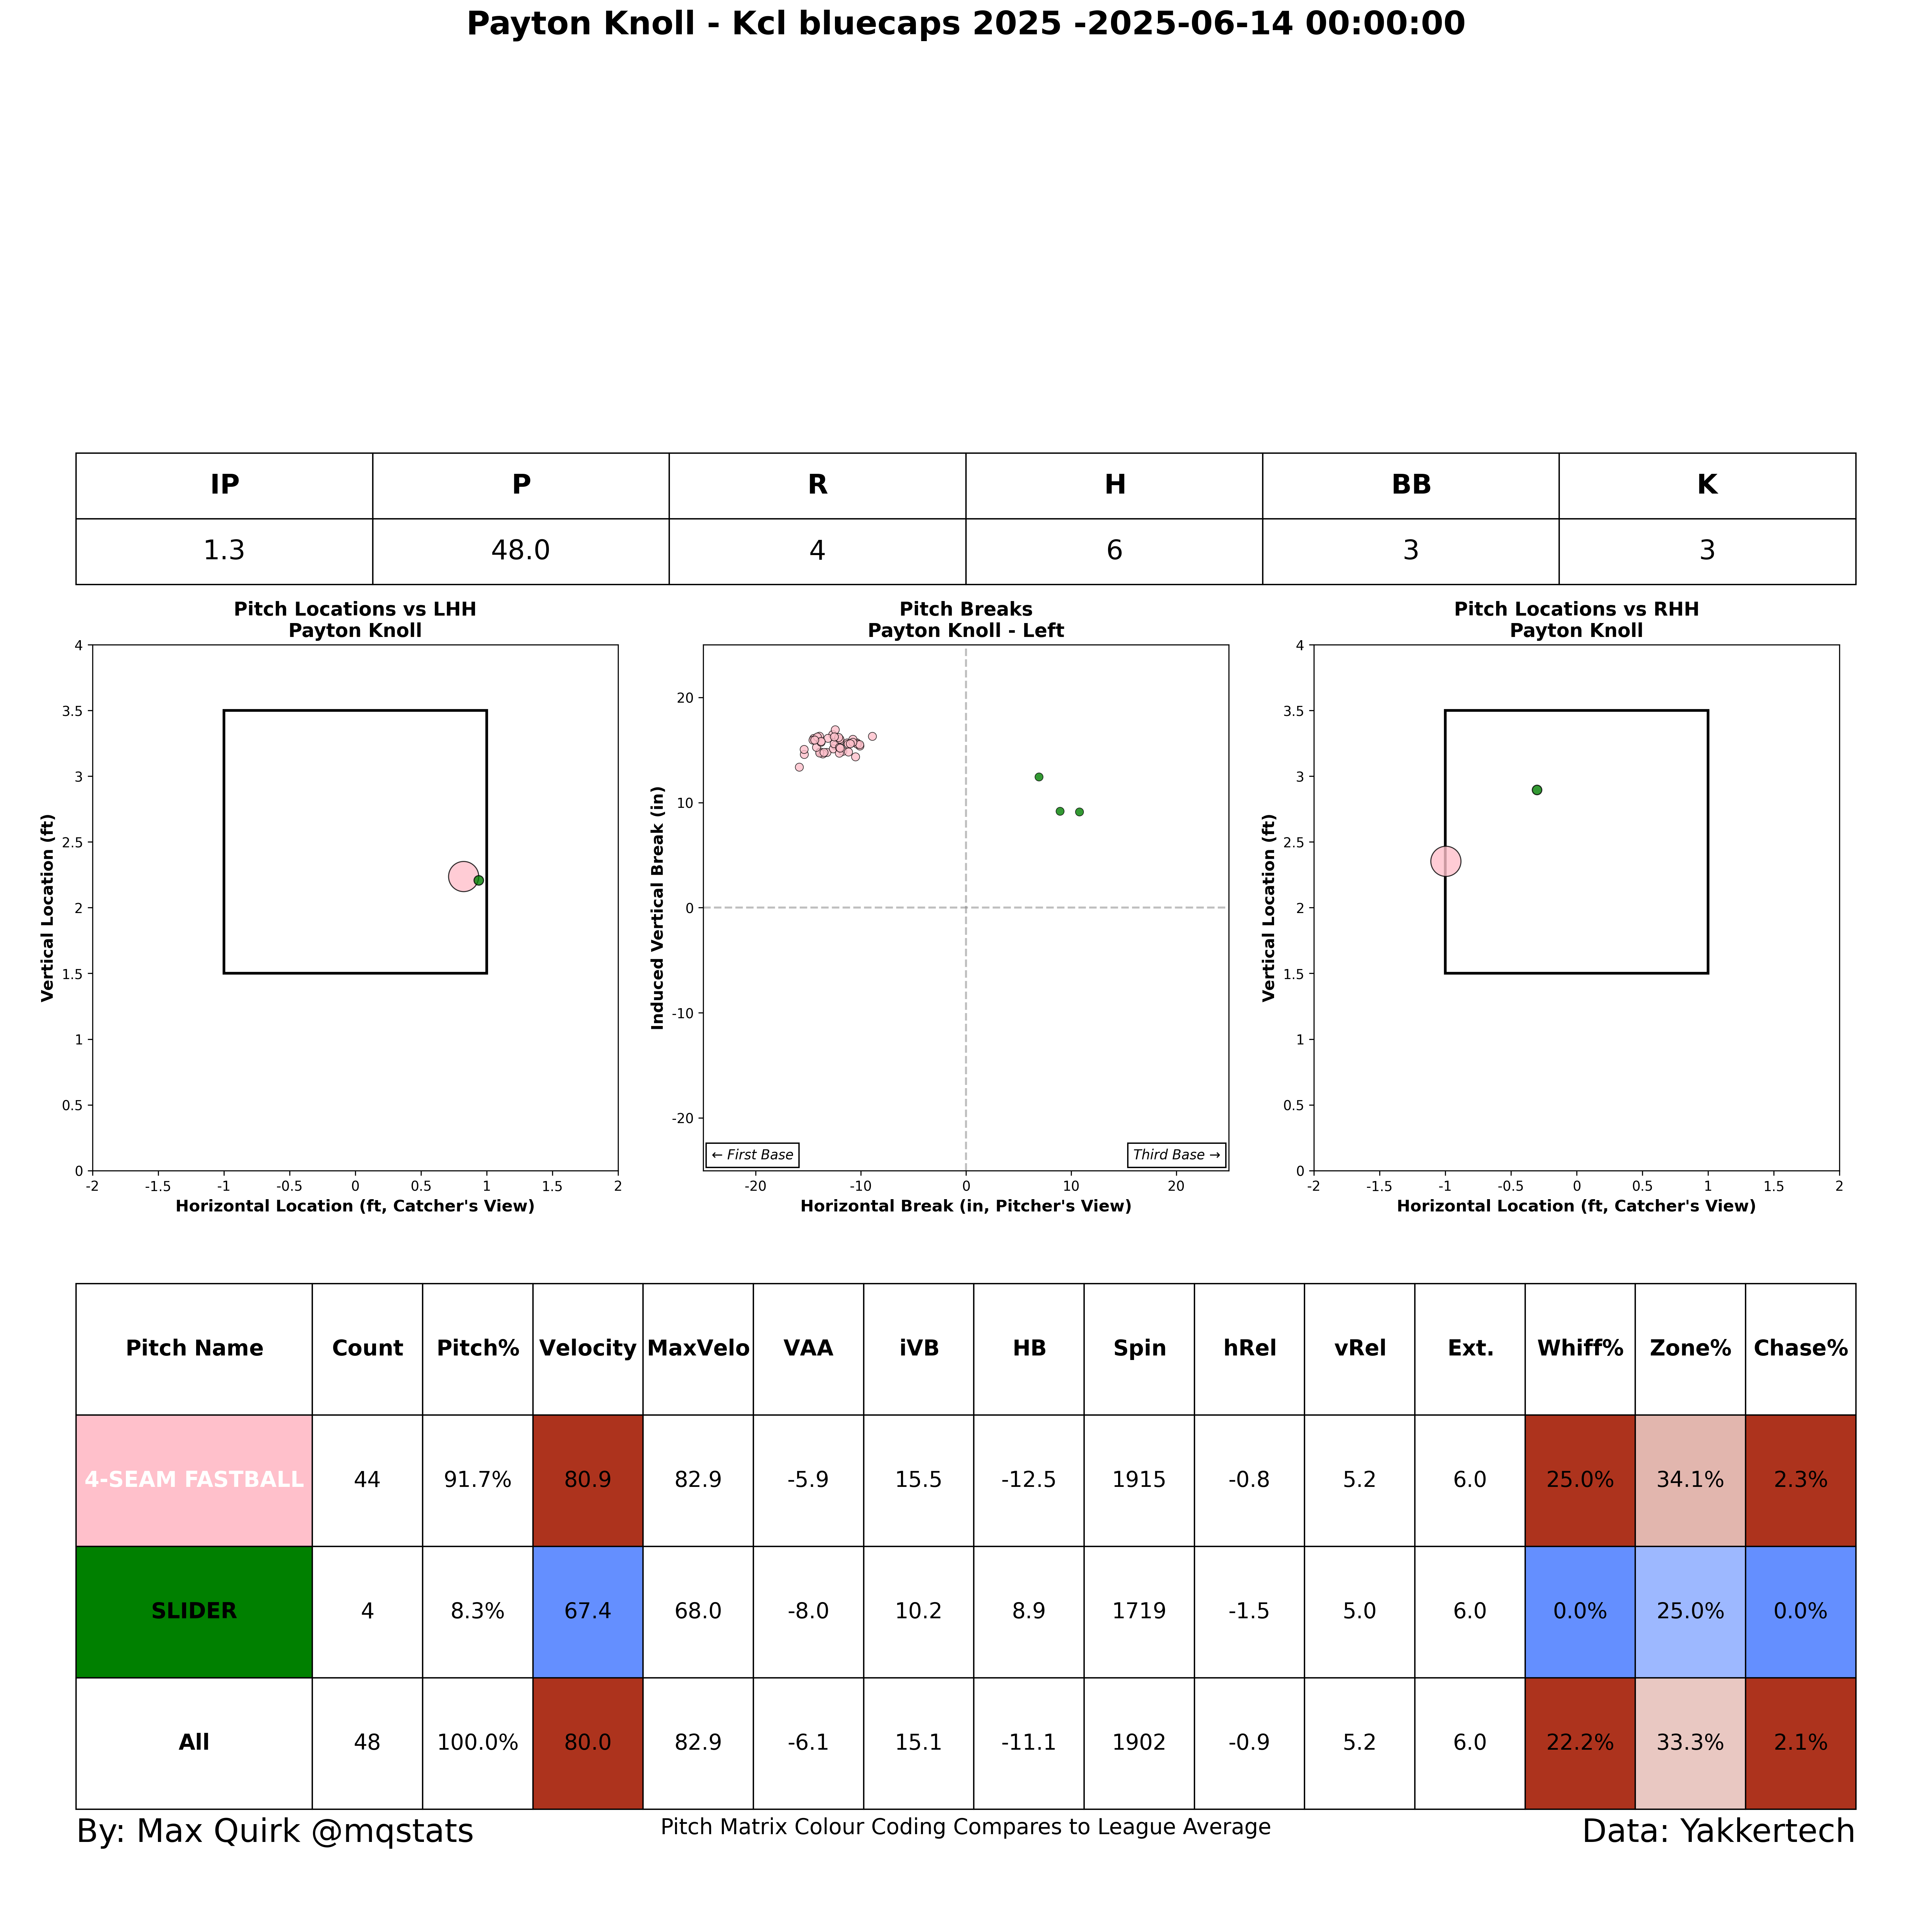 Payton Knoll - Kcl bluecaps 2025 -2025-06-14 00:00:00
IP P R H BB K
1.3 48.0 4 6 3 3
Pitch Locations vs LHH
Payton Knoll
4
3.5
3
2.5
2
1.5
1
0.5
0
-2 -1.5 -1 -0.5 0 0.5 1 1.5 2
Vertical Location (ft)
Horizontal Location (ft, Catcher's View)
Pitch Breaks
Payton Knoll - Left
20
10
0
-10
-20
← First Base
Third Base →
-20 -10 0 10 20
Induced Vertical Break (in)
Horizontal Break (in, Pitcher's View)
Pitch Locations vs RHH
Payton Knoll
4
3.5
3
2.5
2
1.5
1
0.5
0
-2 -1.5 -1 -0.5 0 0.5 1 1.5 2
Vertical Location (ft)
Horizontal Location (ft, Catcher's View)
Pitch Name Count Pitch% Velocity MaxVelo VAA iVB HB Spin hRel vRel Ext. Whiff% Zone% Chase%
4-SEAM FASTBALL 44 91.7% 80.9 82.9 -5.9 15.5 -12.5 1915 -0.8 5.2 6.0 25.0% 34.1% 2.3%
SLIDER 4 8.3% 67.4 68.0 -8.0 10.2 8.9 1719 -1.5 5.0 6.0 0.0% 25.0% 0.0%
All 48 100.0% 80.0 82.9 -6.1 15.1 -11.1 1902 -0.9 5.2 6.0 22.2% 33.3% 2.1%
By: Max Quirk @mqstats
Pitch Matrix Colour Coding Compares to League Average
Data: Yakkertech